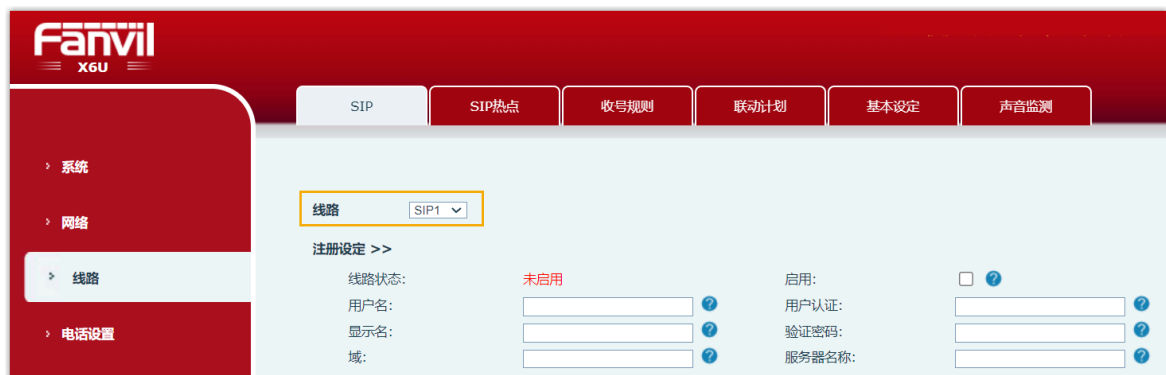 Fanvil
X6U
SIP SIP热点 收号规则 联动计划 基本设定 声音监测
› 系统
› 网络
› 线路
› 电话设置
线路 SIP1
注册设定 >>
线路状态: 未启用 启用: ?
用户名: ? 用户认证: ?
显示名: ? 验证密码: ?
域: ? 服务器名称: ?